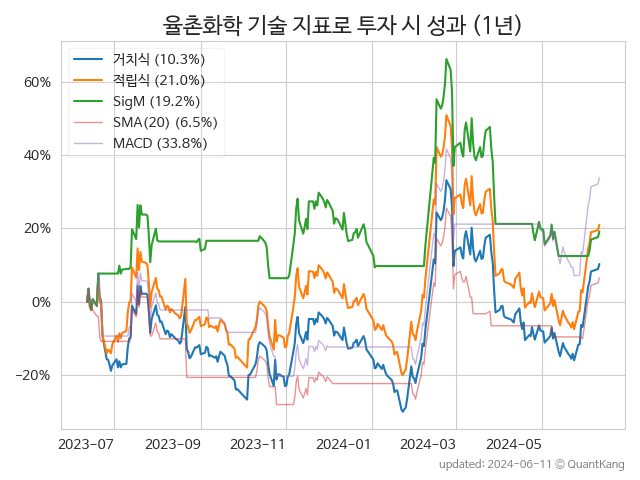 율촌화학 기술 지표로 투자 시 성과 (1년)
거치식 (10.3%)
적립식 (21.0%)
SigM (19.2%)
SMA(20) (6.5%)
MACD (33.8%)
60%
40%
20%
0%
−20%
2023-07 2023-09 2023-11 2024-01 2024-03 2024-05
updated: 2024-06-11 © QuantKang